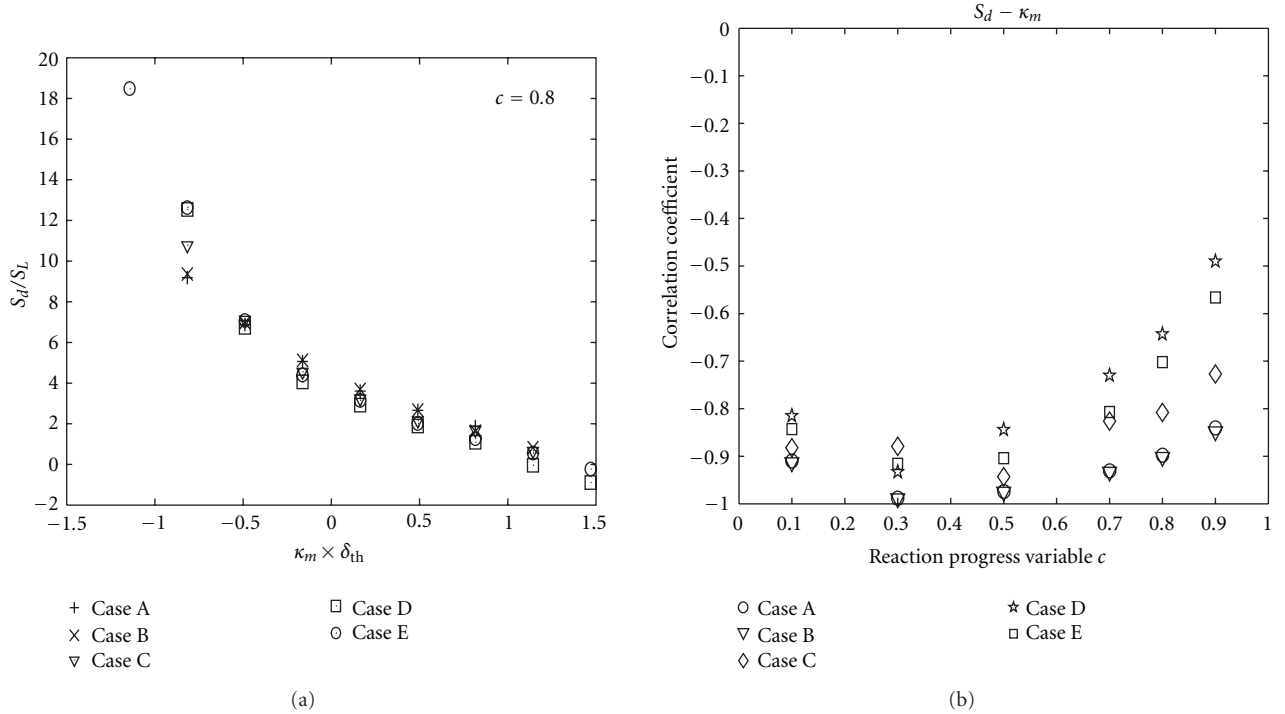 20
18
16
14
12
10
8
6
4
2
0
−2
S_d/S_L
c = 0.8
−1.5 −1 −0.5 0 0.5 1 1.5
κ_m × δ_th
+ Case A
× Case B
▽ Case C
□ Case D
○ Case E
(a)
S_d − κ_m
0
−0.1
−0.2
−0.3
−0.4
−0.5
−0.6
−0.7
−0.8
−0.9
−1
Correlation coefficient
0 0.1 0.2 0.3 0.4 0.5 0.6 0.7 0.8 0.9 1
Reaction progress variable c
○ Case A
▽ Case B
◇ Case C
☆ Case D
□ Case E
(b)